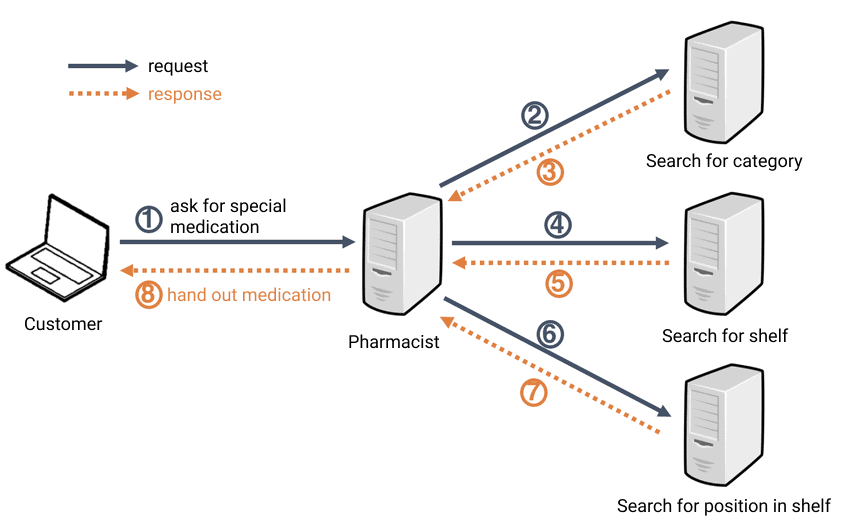 request
response
② 
③
Search for category
① ask for special
medication
④
⑤
⑧ hand out medication
Customer
Pharmacist
⑥
Search for shelf
⑦
Search for position in shelf